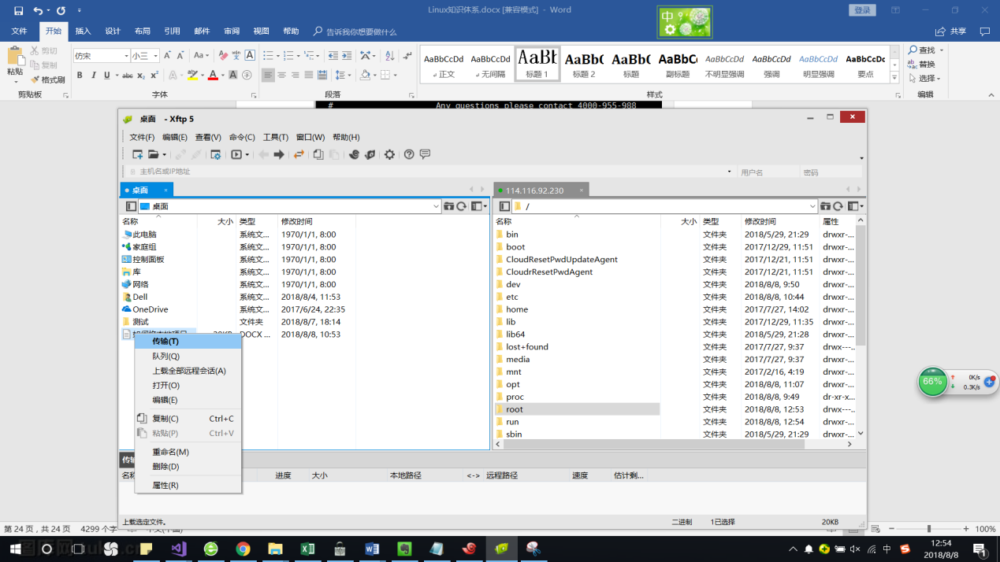 Linux知识体系.docx [兼容模式] - Word
登录
文件 开始 插入 设计 布局 引用 邮件 审阅 视图 帮助 告诉我你想要做什么 共享
中
粘贴 剪切 复制 格式刷
仿宋 小三
B I U abc
AaBbCcDd AaBbCcDd AaBb AaBb( AaBb( AaBbC AaBbCcDd AaBbCcDd AaBbCcDd AaBbCcDc
正文 无间隔 标题 1 标题 2 标题 副标题 不明显强调 强调 明显强调 要点
查找 替换 选择
剪贴板 字体 段落 样式 编辑
# Any questions please contact 4000-955-988
桌面 - Xftp 5
文件(F) 编辑(E) 查看(V) 命令(C) 工具(T) 窗口(W) 帮助(H)
主机名或IP地址 用户名 密码
桌面 ×
桌面
名称 大小 类型 修改时间
此电脑 系统文... 1970/1/1, 8:00
家庭组 系统文... 1970/1/1, 8:00
控制面板 系统文... 1970/1/1, 8:00
库 系统文... 1970/1/1, 8:00
网络 系统文... 1970/1/1, 8:00
Dell 系统文... 2018/8/4, 11:53
OneDrive 系统文... 2017/6/24, 22:35
测试 文件夹 2018/8/7, 18:14
20KB DOCX ... 2018/8/8, 10:53
传输(T)
队列(Q)
上载全部远程会话(A)
打开(O)
编辑(E)
复制(C) Ctrl+C
粘贴(P) Ctrl+V
重命名(M)
删除(D)
属性(R)
114.116.92.230 ×
/
名称 大小 类型 修改时间 属性
bin 文件夹 2018/5/29, 21:29 drwxr-...
boot 文件夹 2017/12/29, 11:51 drwxr-...
CloudResetPwdUpdateAgent 文件夹 2017/12/21, 11:51 drwxr-...
CloudrResetPwdAgent 文件夹 2017/12/21, 11:51 drwxr-...
dev 文件夹 2018/8/8, 9:50 drwxr-...
etc 文件夹 2018/8/8, 10:44 drwxr-...
home 文件夹 2017/7/27, 14:02 drwxr-...
lib 文件夹 2017/12/29, 11:35 drwxr-...
lib64 文件夹 2018/5/29, 21:28 drwxr-...
lost+found 文件夹 2017/7/27, 9:37 drwx---...
media 文件夹 2017/7/27, 9:37 drwxr-...
mnt 文件夹 2017/2/16, 4:19 drwxr-...
opt 文件夹 2018/8/8, 11:07 drwxr-...
proc 文件夹 2018/8/8, 9:49 dr-xr-x...
root 文件夹 2018/8/8, 12:53 drwx---...
run 文件夹 2018/8/8, 12:54 drwxr-...
sbin 文件夹 2018/5/29, 21:29 drwxr-...
66% 0K/s
0.3K/s
进度 大小 本地路径 <-> 远程路径 速度 估计剩...
上载选定文件。 二进制 1已选择 20KB
第 24 页，共 24 页 4299 个字 100%
中 12:54
2018/8/8 1